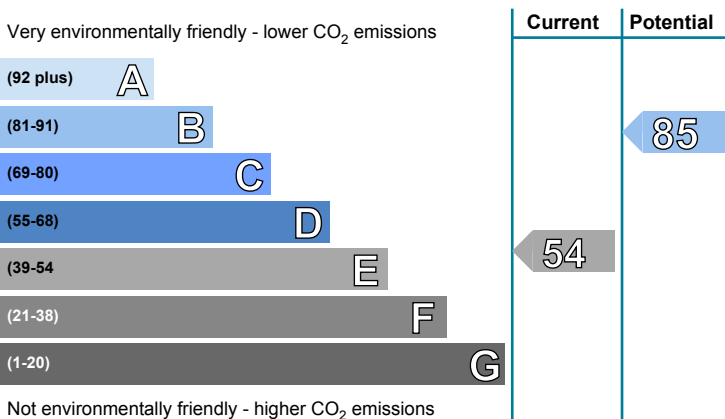 Current Potential
Very environmentally friendly - lower CO₂ emissions
(92 plus) A
(81-91) B
85
(69-80) C
(55-68) D
54
(39-54 E
(21-38) F
(1-20) G
Not environmentally friendly - higher CO₂ emissions